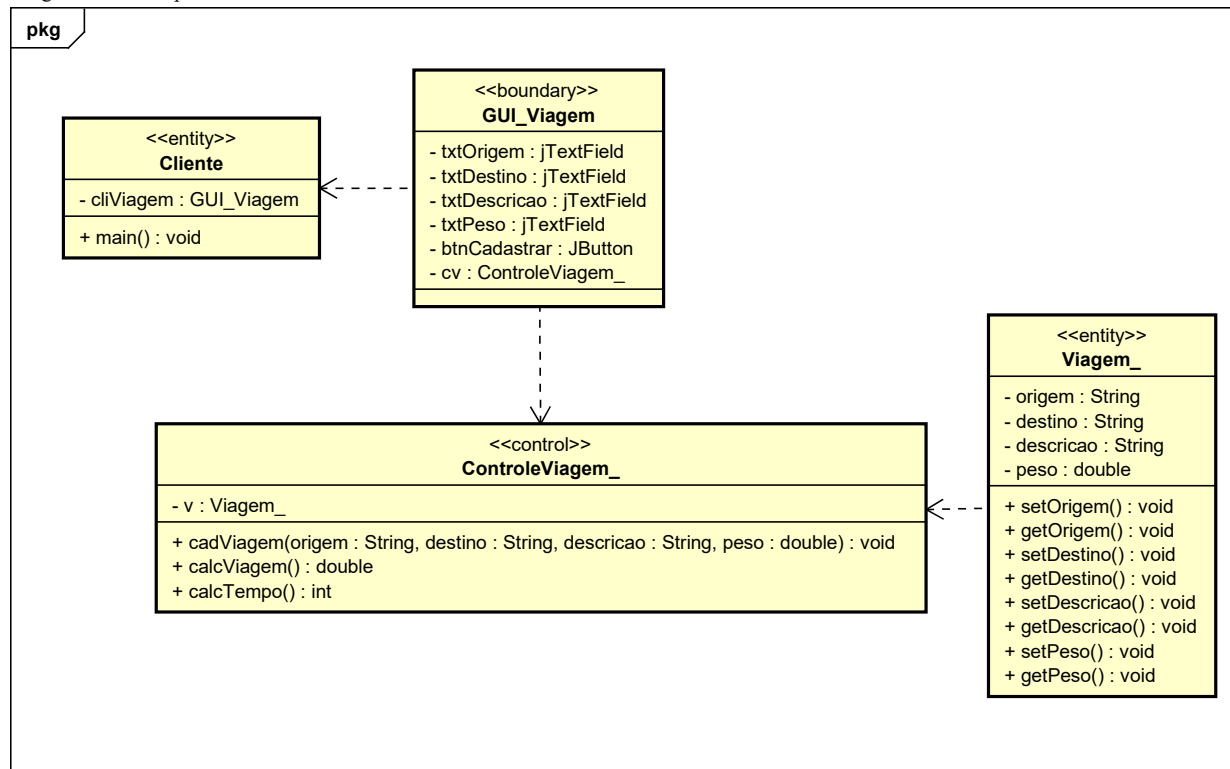 pkg
<<entity>>
Cliente
- cliViagem : GUI_Viagem
+ main() : void
<<boundary>>
GUI_Viagem
- txtOrigem : jTextField
- txtDestino : jTextField
- txtDescricao : jTextField
- txtPeso : jTextField
- btnCadastrar : JButton
- cv : ControleViagem_
<<control>>
ControleViagem_
- v : Viagem_
+ cadViagem(origem : String, destino : String, descricao : String, peso : double) : void
+ calcViagem() : double
+ calcTempo() : int
<<entity>>
Viagem_
- origem : String
- destino : String
- descricao : String
- peso : double
+ setOrigem() : void
+ getOrigem() : void
+ setDestino() : void
+ getDestino() : void
+ setDescricao() : void
+ getDescricao() : void
+ setPeso() : void
+ getPeso() : void